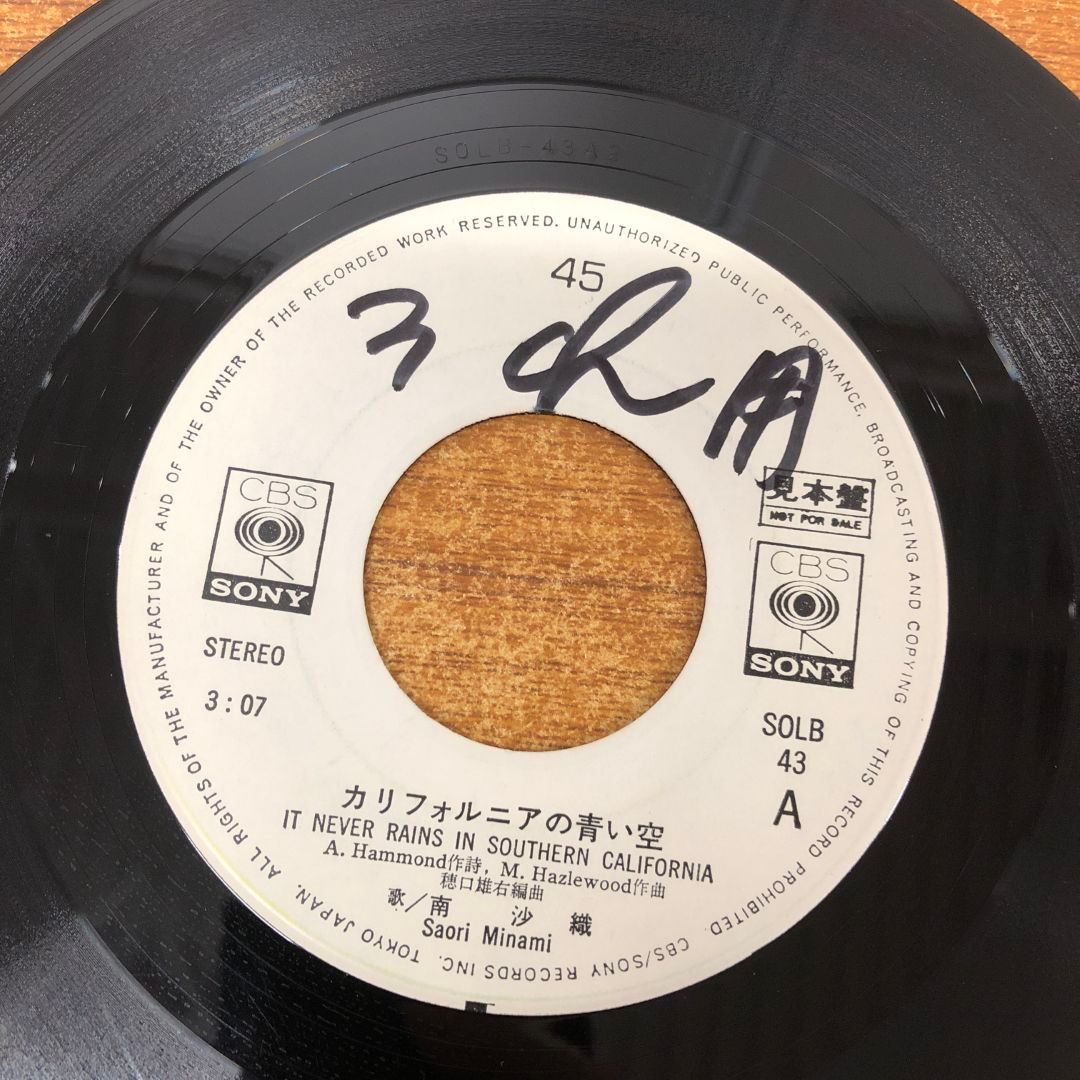 SOLB-43A2
ALL RIGHTS OF THE MANUFACTURER AND OF THE OWNER OF THE RECORDED WORK RESERVED. UNAUTHORIZED PUBLIC PERFORMANCE, BROADCASTING AND COPYING OF THIS RECORD PROHIBITED. CBS/SONY RECORDS INC. TOKYO JAPAN.
45
用
見本盤
NOT FOR SALE
CBS
SONY
CBS
SONY
STEREO
3:07
SOLB
43
A
カリフォルニアの青い空
IT NEVER RAINS IN SOUTHERN CALIFORNIA
A. Hammond作詩, M. Hazlewood作曲
穂口雄右編曲
歌/南 沙 織
Saori Minami